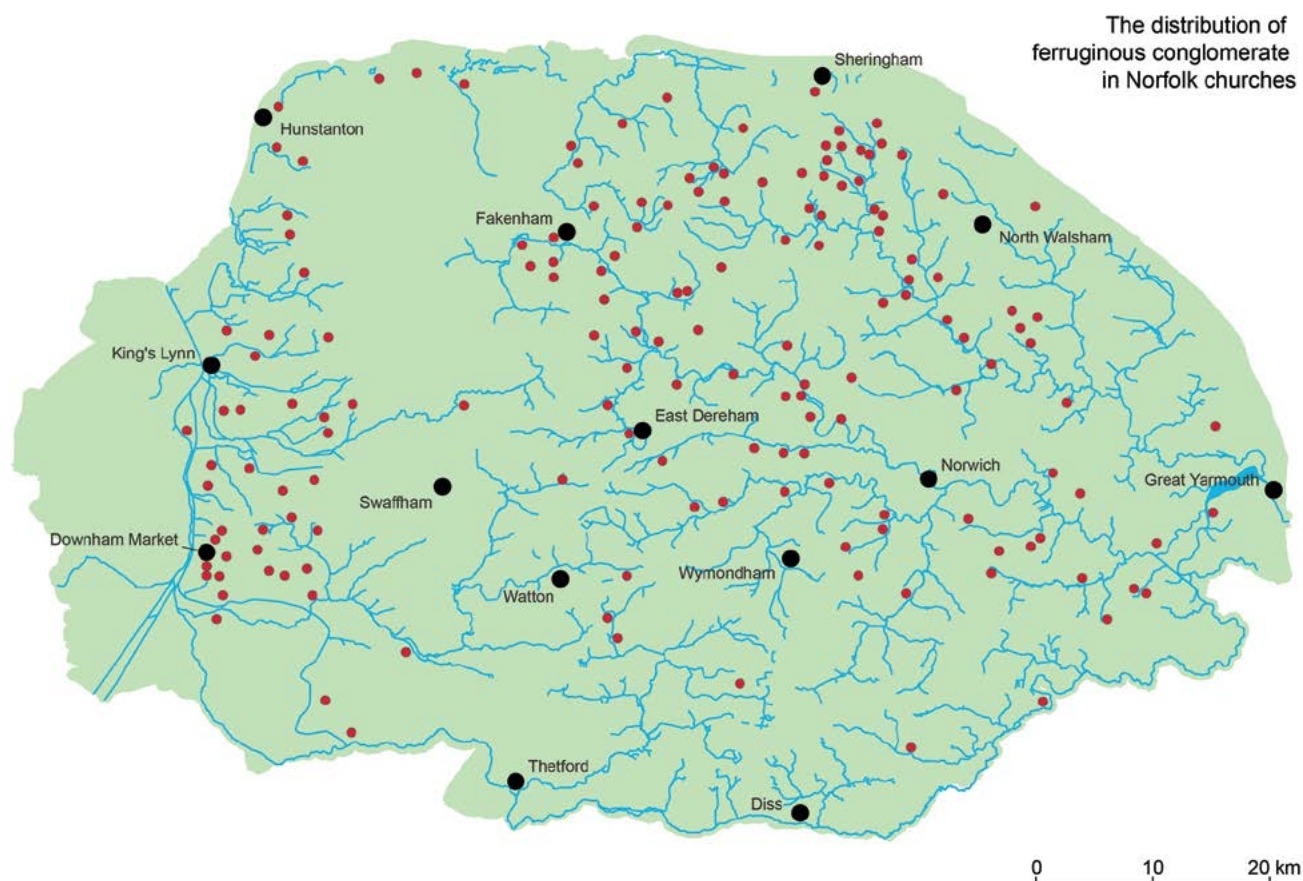 The distribution of
ferruginous conglomerate
in Norfolk churches
Sheringham
Hunstanton
Fakenham
North Walsham
King's Lynn
East Dereham
Norwich
Great Yarmouth
Swaffham
Downham Market
Wymondham
Watton
Thetford
Diss
0 10 20 km